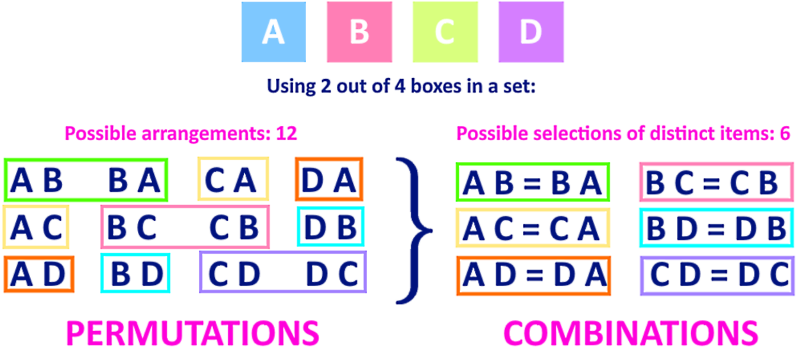 A B C D
Using 2 out of 4 boxes in a set:
Possible arrangements: 12
A B B A C A D A
A C B C C B D B
A D B D C D D C
PERMUTATIONS
Possible selections of distinct items: 6
A B = B A B C = C B
A C = C A B D = D B
A D = D A C D = D C
COMBINATIONS